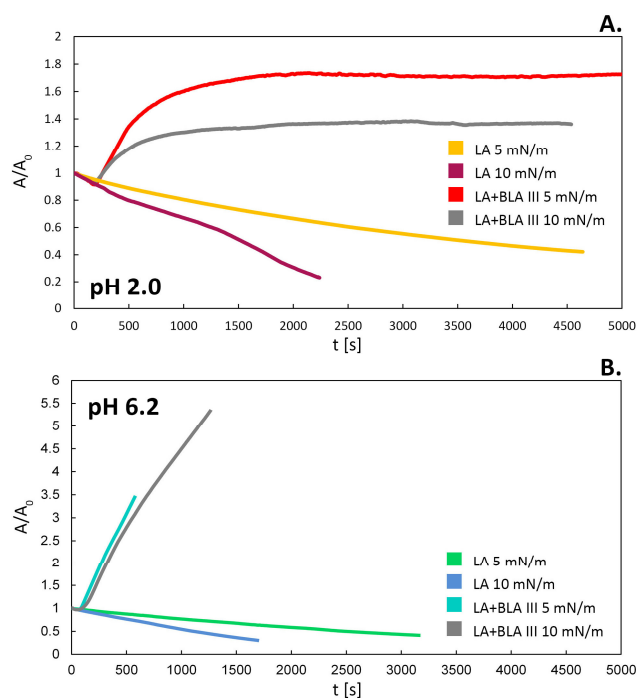 A.
2
1.8
1.6
1.4
1.2
1
0.8
0.6
0.4
0.2
0
A/A0
LA 5 mN/m
LA 10 mN/m
LA+BLA III 5 mN/m
LA+BLA III 10 mN/m
pH 2.0
0 500 1000 1500 2000 2500 3000 3500 4000 4500 5000
t [s]
B.
6
5.5
5
4.5
4
3.5
3
2.5
2
1.5
1
0.5
0
A/A0
pH 6.2
LA 5 mN/m
LA 10 mN/m
LA+BLA III 5 mN/m
LA+BLA III 10 mN/m
0 500 1000 1500 2000 2500 3000 3500 4000 4500 5000
t [s]